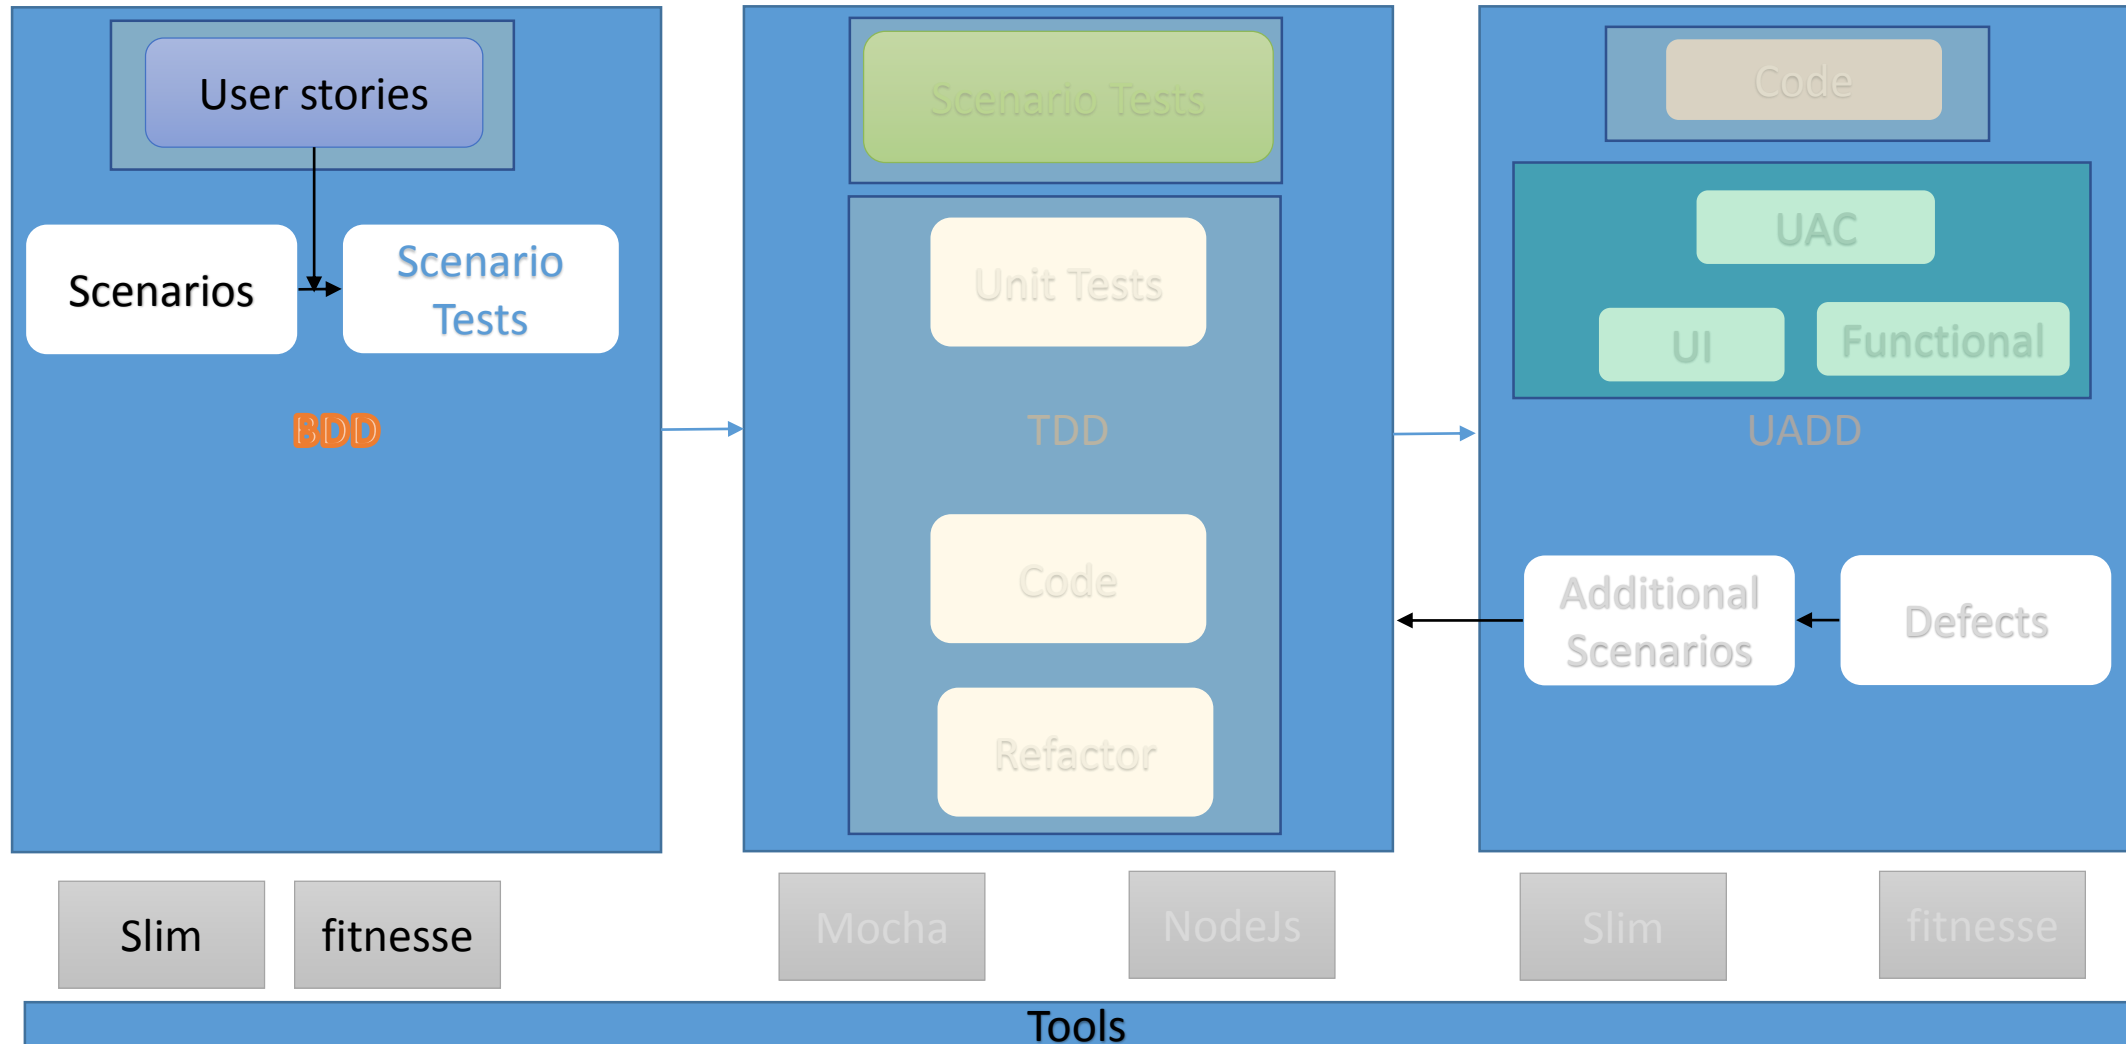 User stories
Scenarios
Scenario
Tests
BDD
Scenario Tests
Unit Tests
TDD
Code
Refactor
Code
UAC
UI
Functional
UADD
Additional
Scenarios
Defects
Slim
fitnesse
Mocha
NodeJs
Slim
fitnesse
Tools